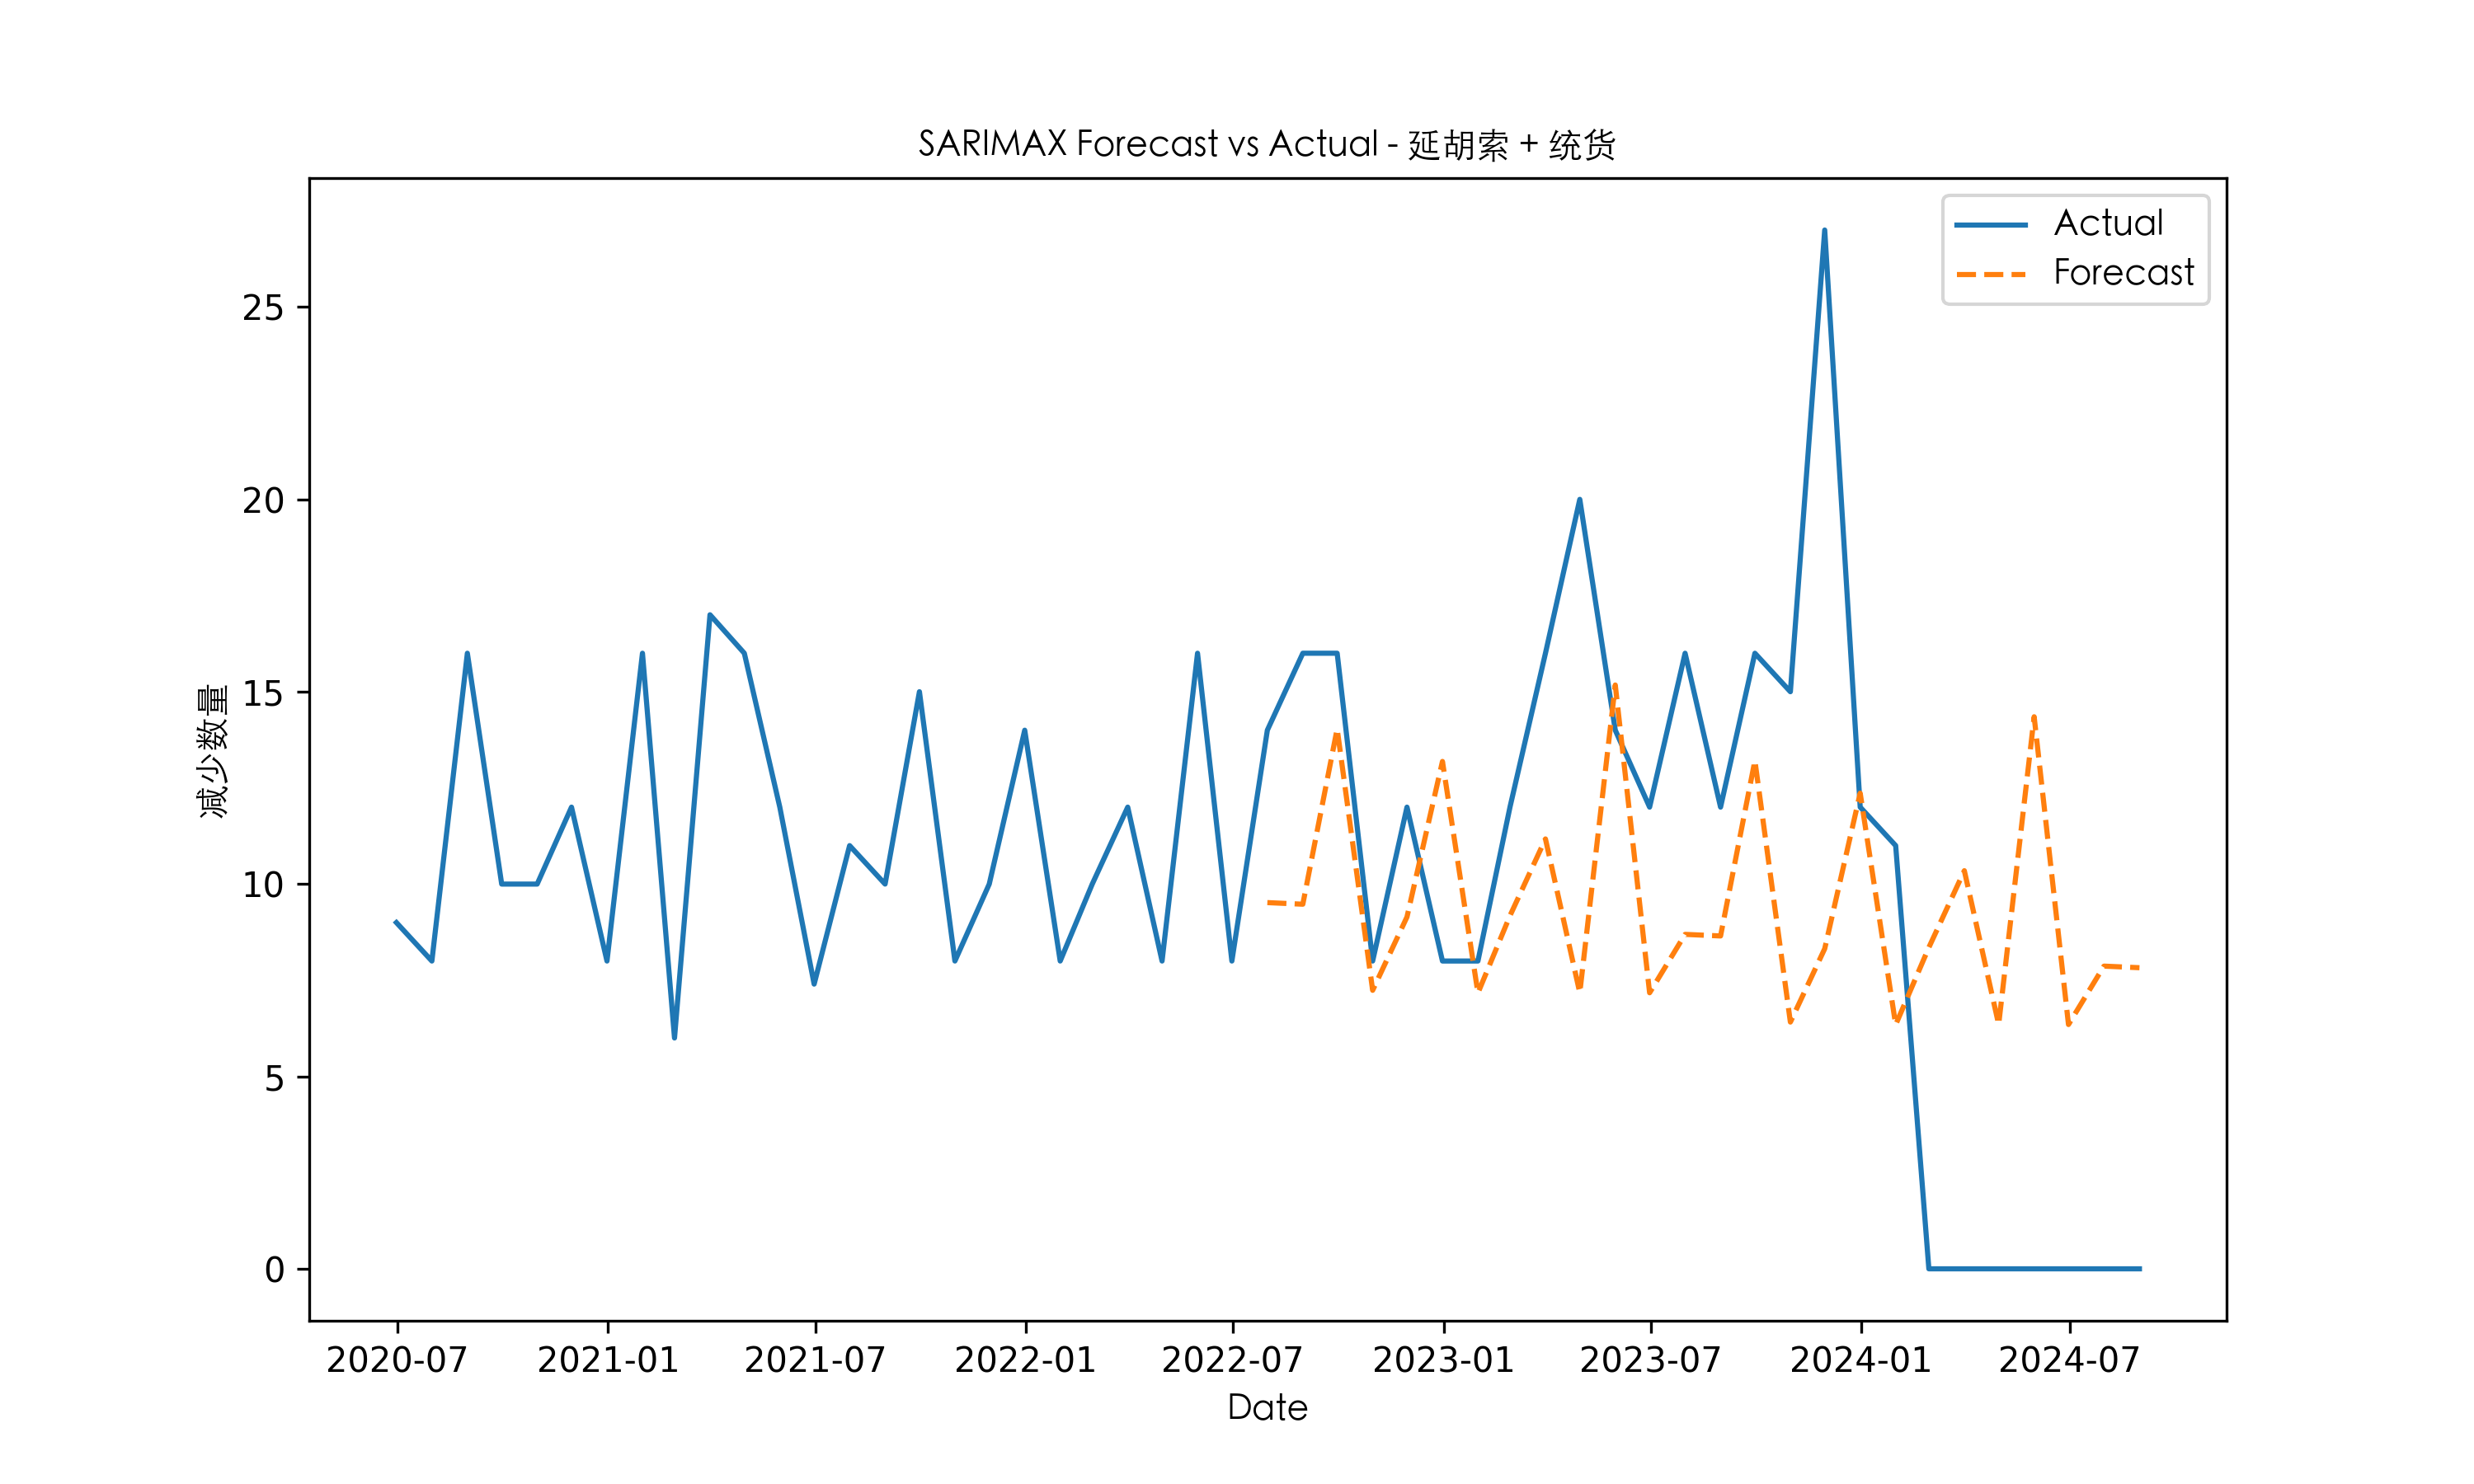 SARIMAX Forecast vs Actual - 延胡索 + 统货
Actual
Forecast
减少数量
25
20
15
10
5
0
2020-07 2021-01 2021-07 2022-01 2022-07 2023-01 2023-07 2024-01 2024-07
Date